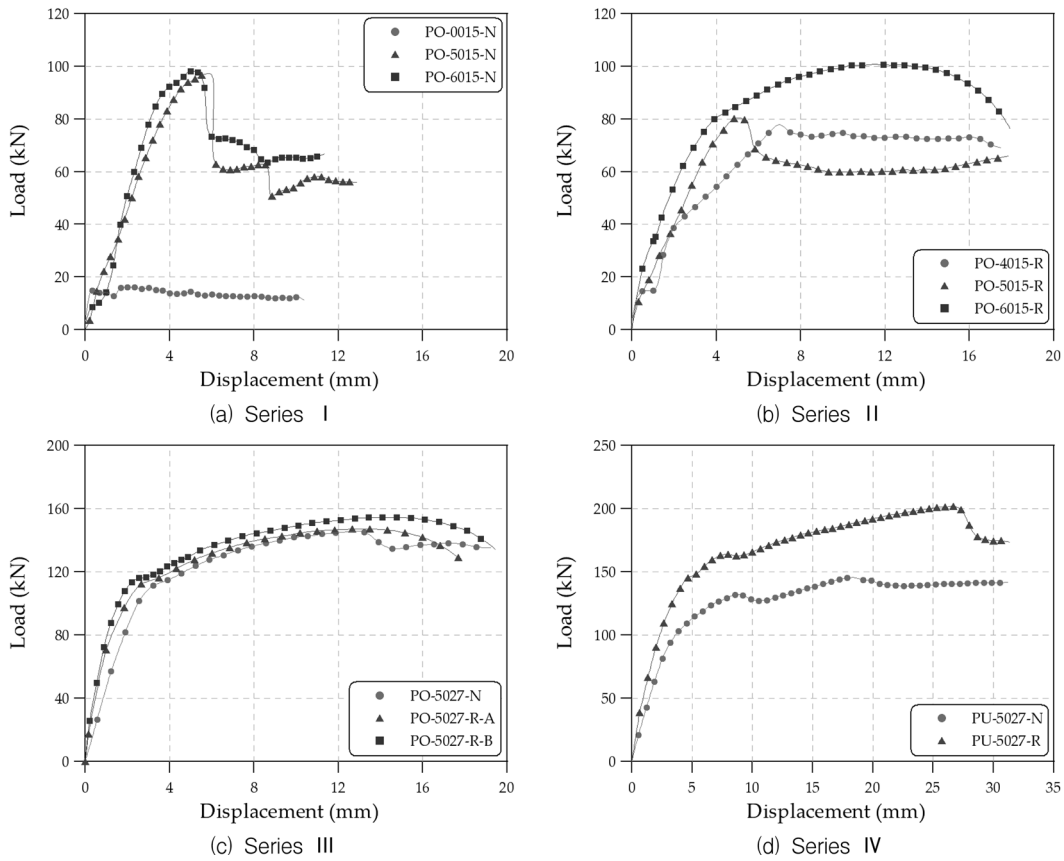 120
100
80
60
40
20
0
Load (kN)
PO-0015-N
PO-5015-N
PO-6015-N
0 4 8 12 16 20
Displacement (mm)
(a) Series I
120
100
80
60
40
20
0
Load (kN)
PO-4015-R
PO-5015-R
PO-6015-R
0 4 8 12 16 20
Displacement (mm)
(b) Series II
200
160
120
80
40
0
Load (kN)
PO-5027-N
PO-5027-R-A
PO-5027-R-B
0 4 8 12 16 20
Displacement (mm)
(c) Series III
250
200
150
100
50
0
Load (kN)
PU-5027-N
PU-5027-R
0 5 10 15 20 25 30 35
Displacement (mm)
(d) Series IV